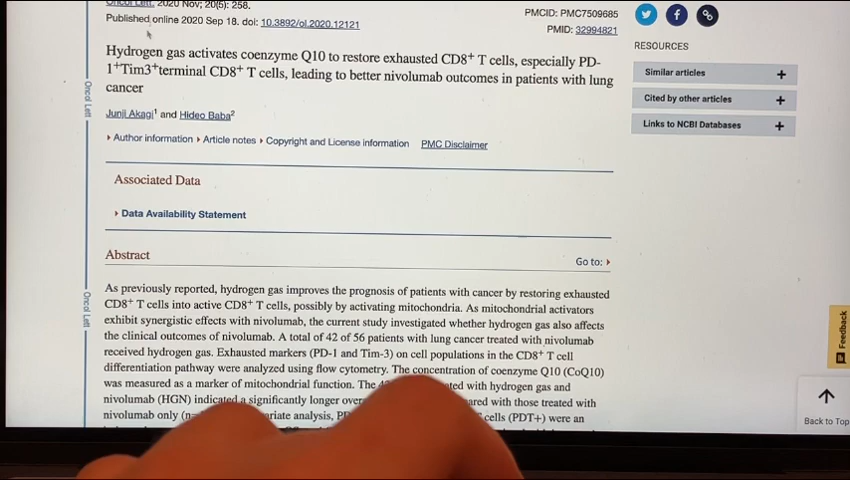 Oncol Lett. 2020 Nov; 20(5): 258.
Published online 2020 Sep 18. doi: 10.3892/ol.2020.12121
PMCID: PMC7509685
PMID: 32994821
Hydrogen gas activates coenzyme Q10 to restore exhausted CD8+ T cells, especially PD-
1+Tim3+terminal CD8+ T cells, leading to better nivolumab outcomes in patients with lung
cancer
Junji Akagi1 and Hideo Baba2
Author information Article notes Copyright and License information PMC Disclaimer
Associated Data
Data Availability Statement
Abstract
Go to:
As previously reported, hydrogen gas improves the prognosis of patients with cancer by restoring exhausted
CD8+ T cells into active CD8+ T cells, possibly by activating mitochondria. As mitochondrial activators
exhibit synergistic effects with nivolumab, the current study investigated whether hydrogen gas also affects
the clinical outcomes of nivolumab. A total of 42 of 56 patients with lung cancer treated with nivolumab
received hydrogen gas. Exhausted markers (PD-1 and Tim-3) on cell populations in the CD8+ T cell
differentiation pathway were analyzed using flow cytometry. The concentration of coenzyme Q10 (CoQ10)
was measured as a marker of mitochondrial function. The with hydrogen gas and
nivolumab (HGN) indicated a significantly longer with those treated with
nivolumab only analysis, cells (PDT+) were an
RESOURCES
Similar articles +
Cited by other articles +
Links to NCBI Databases +
Oncol Lett
Oncol Lett
Feedback
Back to Top